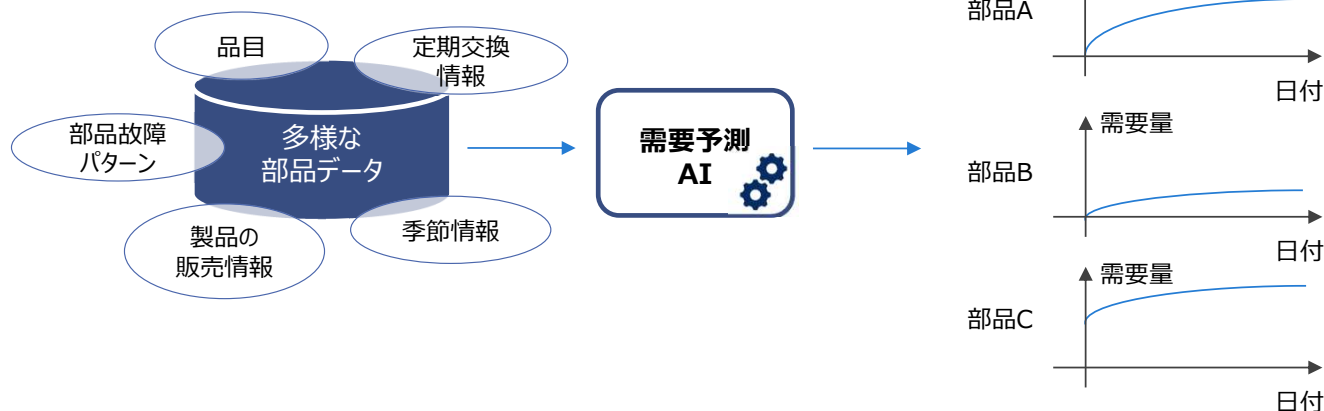 品目
定期交換
情報
部品故障
パターン
多様な
部品データ
製品の
販売情報
季節情報
需要予測
AI
部品A
日付
需要量
部品B
日付
需要量
部品C
日付